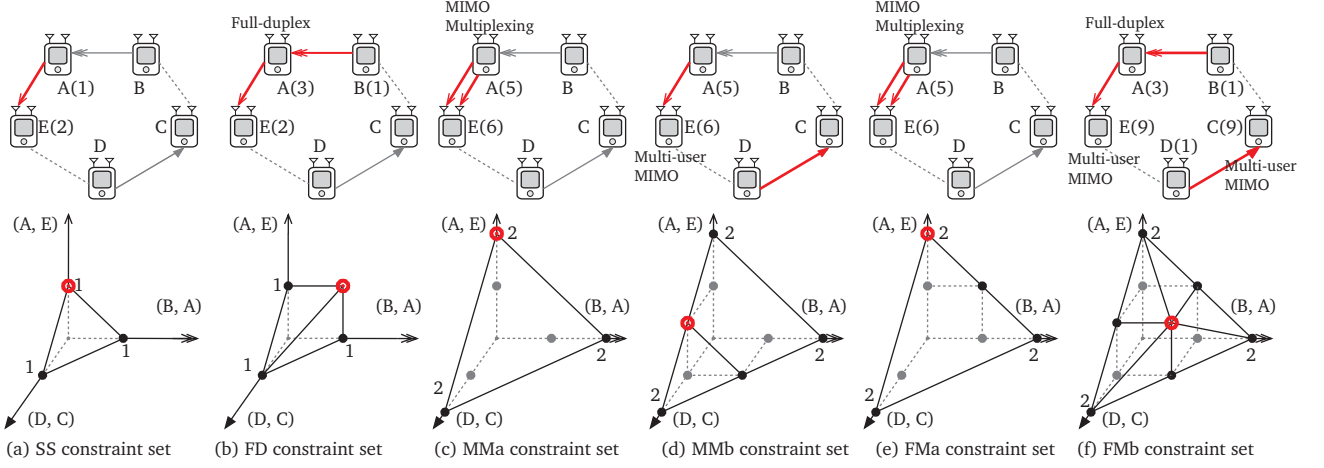 Full-duplex
A(1)
B
E(2)
C
D
Full-duplex
A(3)
B(1)
E(2)
C
D
MIMO
Multiplexing
A(5)
B
E(6)
C
D
A(5)
B
E(6)
C
Multi-user
MIMO
D
MIMO
Multiplexing
A(5)
B
E(6)
C
D
Full-duplex
A(3)
B(1)
E(9)
C(9)
D(1)
Multi-user
MIMO
Multi-user
MIMO
(A, E)
1
(B, A)
1
1
(D, C)
(A, E)
1
(B, A)
1
1
(D, C)
(A, E)
2
(B, A)
2
2
(D, C)
(A, E)
2
(B, A)
2
2
(D, C)
(A, E)
2
(B, A)
2
2
(D, C)
(A, E)
2
(B, A)
2
2
(D, C)
(a) SS constraint set
(b) FD constraint set
(c) MMa constraint set
(d) MMb constraint set
(e) FMa constraint set
(f) FMb constraint set